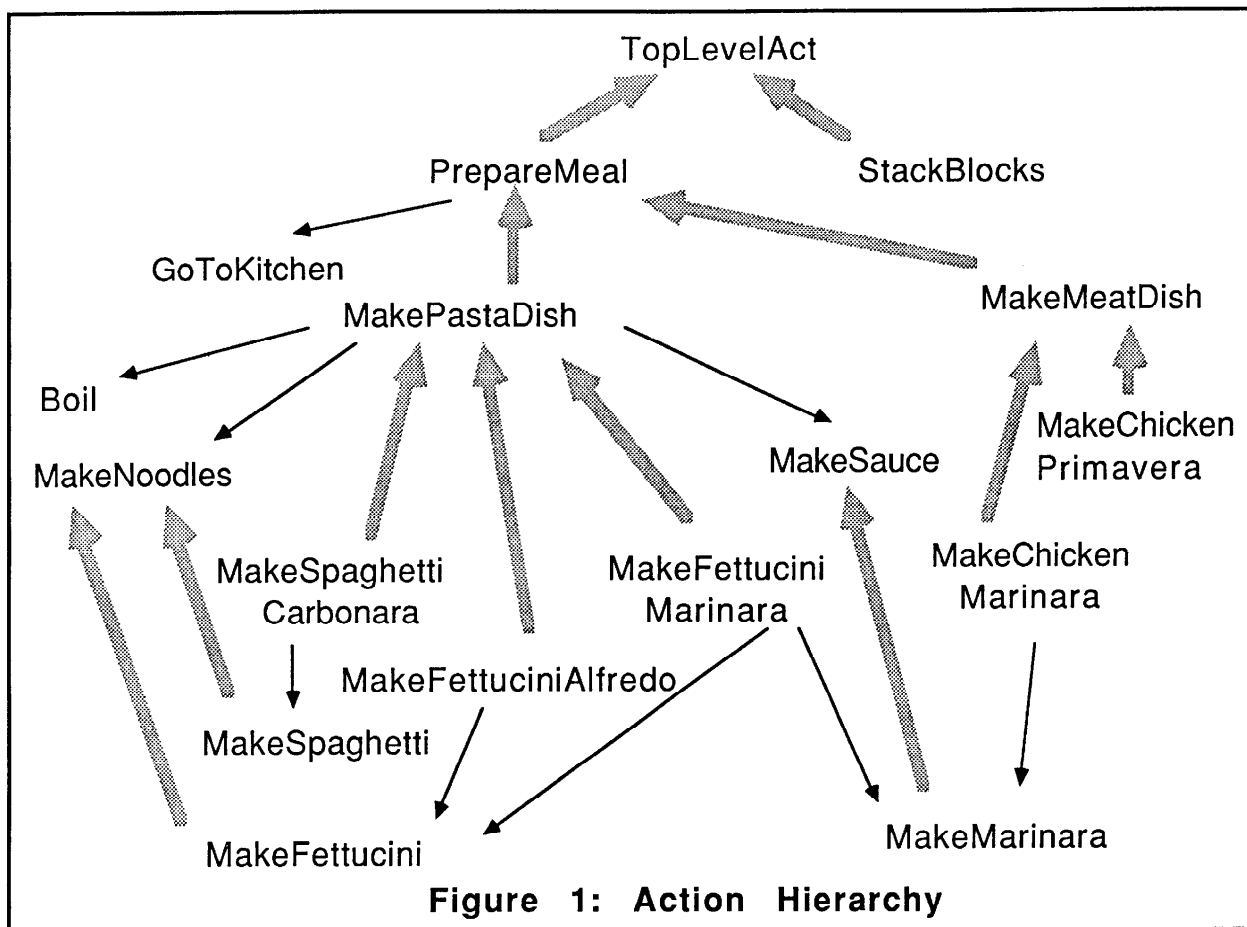 TopLevelAct
PrepareMeal
StackBlocks
GoToKitchen
MakePastaDish
MakeMeatDish
Boil
MakeNoodles
MakeSauce
MakeChicken
Primavera
MakeSpaghetti
Carbonara
MakeFettucini
Marinara
MakeChicken
Marinara
MakeFettuciniAlfredo
MakeSpaghetti
MakeFettucini
MakeMarinara
Figure 1: Action Hierarchy